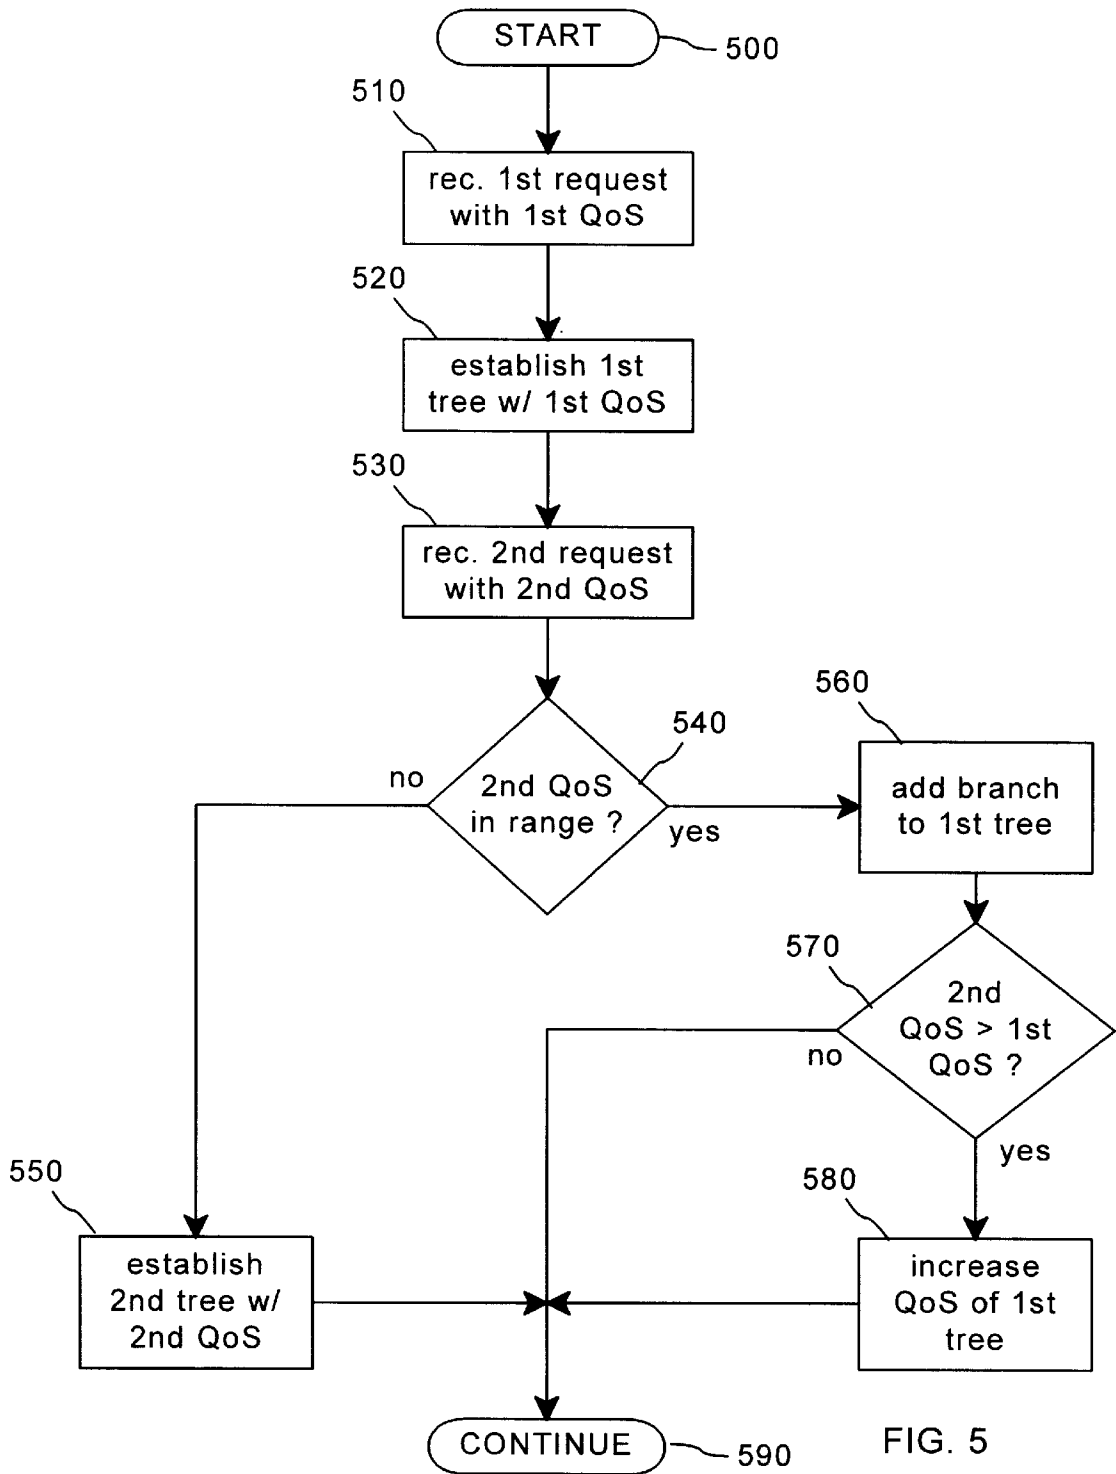 START
500
510
rec. 1st request
with 1st QoS
520
establish 1st
tree w/ 1st QoS
530
rec. 2nd request
with 2nd QoS
540
2nd QoS
in range ?
no
yes
560
add branch
to 1st tree
570
2nd
QoS > 1st
QoS ?
no
yes
550
establish
2nd tree w/
2nd QoS
580
increase
QoS of 1st
tree
CONTINUE
590
FIG. 5